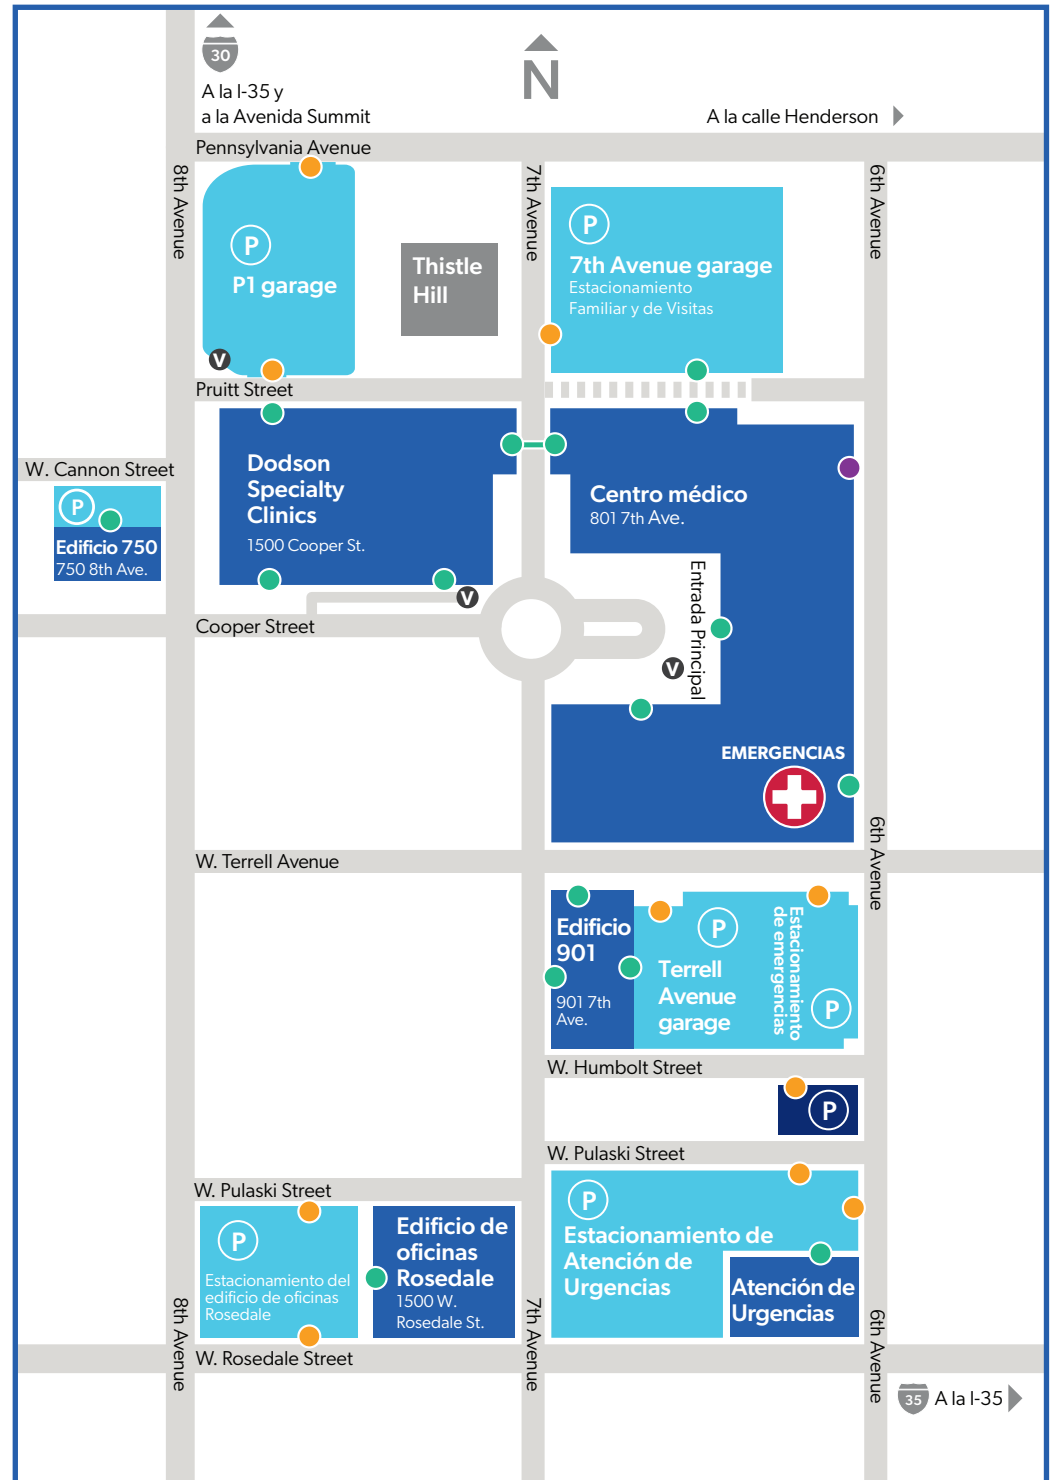 30
A la I-35 y
a la Avenida Summit
N
A la calle Henderson
Pennsylvania Avenue
8th Avenue
7th Avenue
6th Avenue
P
P1 garage
V
Thistle
Hill
P
7th Avenue garage
Estacionamiento
Familiar y de Visitas
Pruitt Street
W. Cannon Street
P
Edificio 750
750 8th Ave.
Dodson
Specialty
Clinics
1500 Cooper St.
V
Centro médico
801 7th Ave.
Entrada Principal
V
Cooper Street
EMERGENCIAS
W. Terrell Avenue
6th Avenue
Edificio
901
901 7th
Ave.
P
Terrell
Avenue
garage
Estacionamiento
de emergencias
P
W. Humbolt Street
P
W. Pulaski Street
W. Pulaski Street
P
Estacionamiento del
edificio de oficinas
Rosedale
Edificio de
oficinas
Rosedale
1500 W.
Rosedale St.
P
Estacionamiento de
Atención de
Urgencias
Atención de
Urgencias
8th Avenue
7th Avenue
6th Avenue
W. Rosedale Street
35
A la I-35